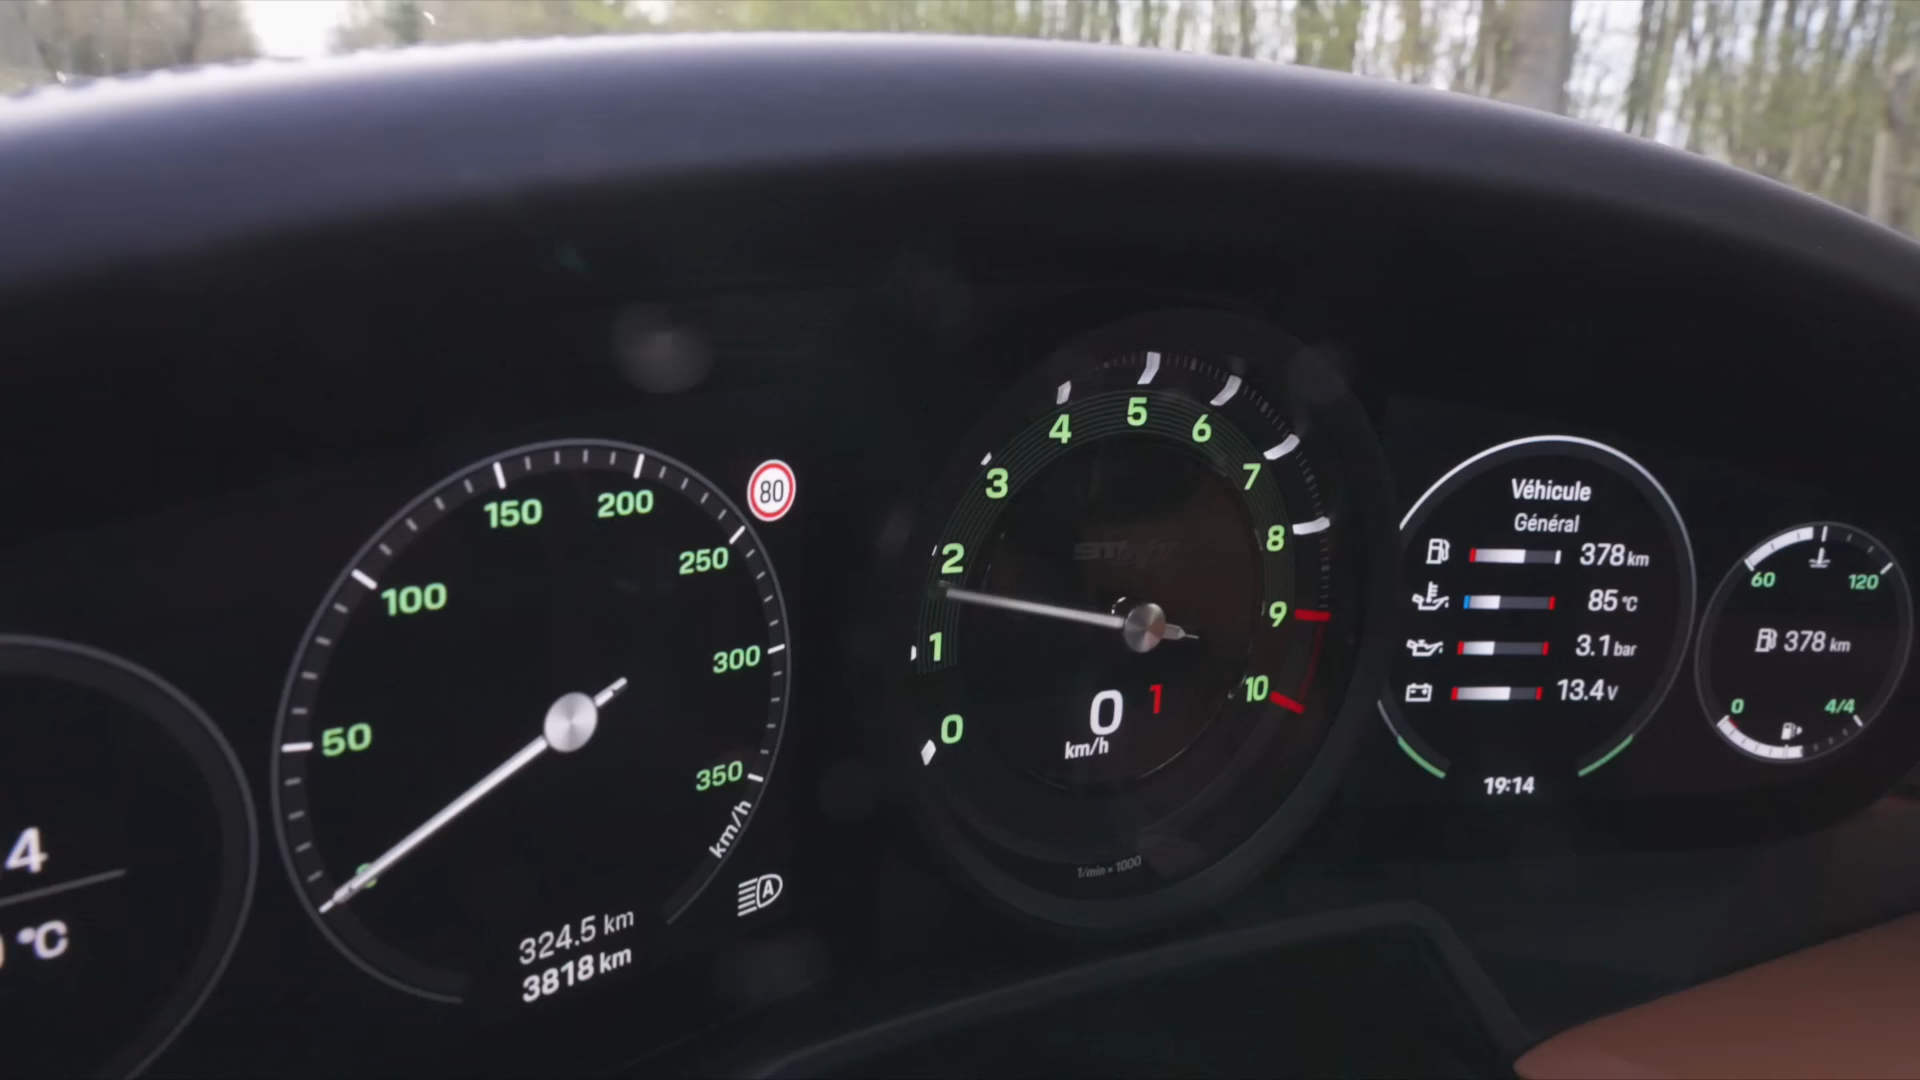 4
°C
50
100
150
200
250
300
350
km/h
80
A
324.5 km
3818 km
0
1
2
3
4
5
6
7
8
9
10
0 1
km/h
1/min × 1000
Véhicule
Général
378 km
85 °C
3.1 bar
13.4 V
19:14
60
120
378 km
0
4/4